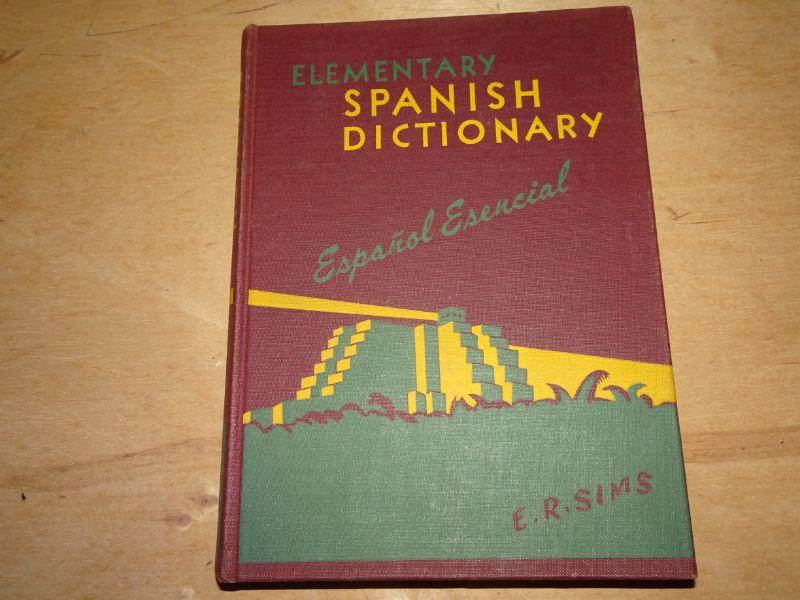 ELEMENTARY
SPANISH
DICTIONARY
Español Esencial
E.R.SIMS